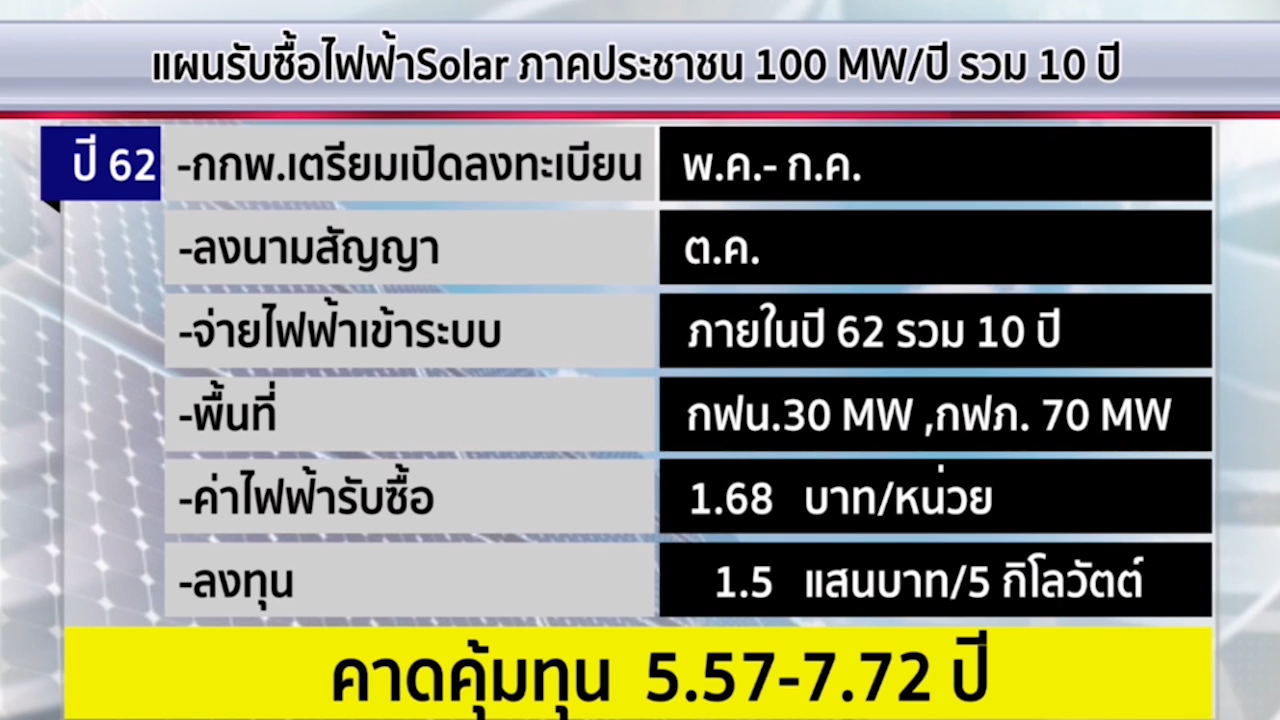 แผนรับซื้อไฟฟ้าSolar ภาคประชาชน 100 MW/ปี รวม 10 ปี
ปี 62 -กกพ.เตรียมเปิดลงทะเบียน พ.ค.- ก.ค.
-ลงนามสัญญา ต.ค.
-จ่ายไฟฟ้าเข้าระบบ ภายในปี 62 รวม 10 ปี
-พื้นที่ กฟน.30 MW ,กฟภ. 70 MW
-ค่าไฟฟ้ารับซื้อ 1.68 บาท/หน่วย
-ลงทุน 1.5 แสนบาท/5 กิโลวัตต์
คาดคุ้มทุน 5.57-7.72 ปี